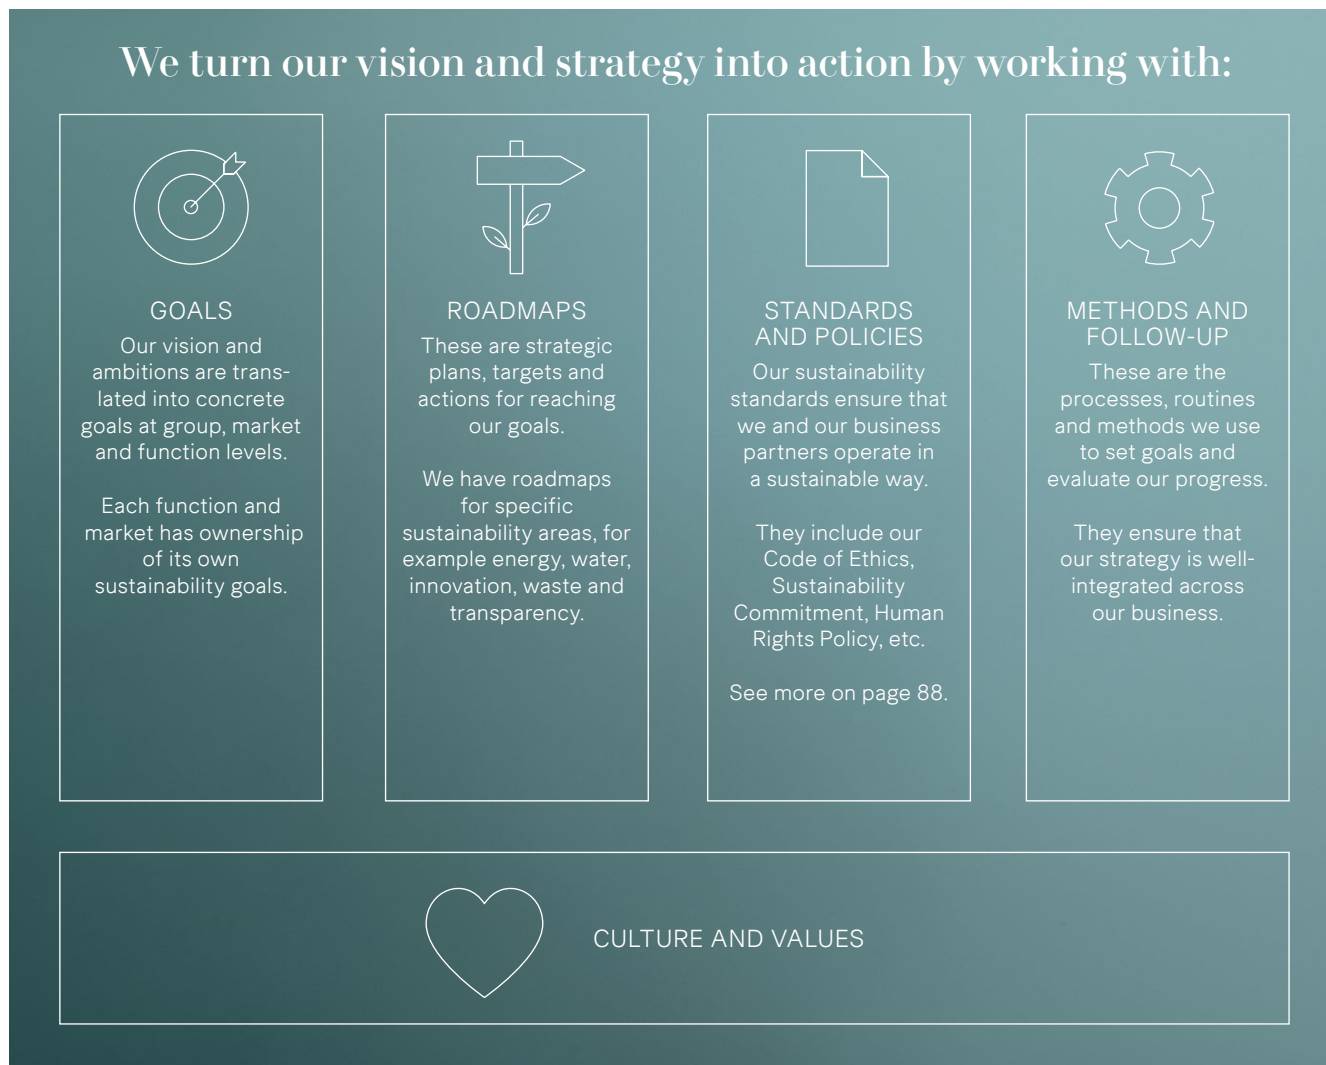 We turn our vision and strategy into action by working with:
GOALS
Our vision and
ambitions are trans-
lated into concrete
goals at group, market
and function levels.
Each function and
market has ownership
of its own
sustainability goals.
ROADMAPS
These are strategic
plans, targets and
actions for reaching
our goals.
We have roadmaps
for specific
sustainability areas, for
example energy, water,
innovation, waste and
transparency.
STANDARDS
AND POLICIES
Our sustainability
standards ensure that
we and our business
partners operate in
a sustainable way.
They include our
Code of Ethics,
Sustainability
Commitment, Human
Rights Policy, etc.
See more on page 88.
METHODS AND
FOLLOW-UP
These are the
processes, routines
and methods we use
to set goals and
evaluate our progress.
They ensure that
our strategy is well-
integrated across
our business.
CULTURE AND VALUES